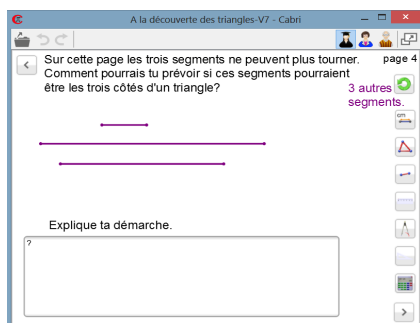 A la découverte des triangles-V7 - Cabri
Sur cette page les trois segments ne peuvent plus tourner.
page 4
Comment pourrais tu prévoir si ces segments pourraient
être les trois côtés d'un triangle?
3 autres
segments.
cm
Explique ta démarche.
?